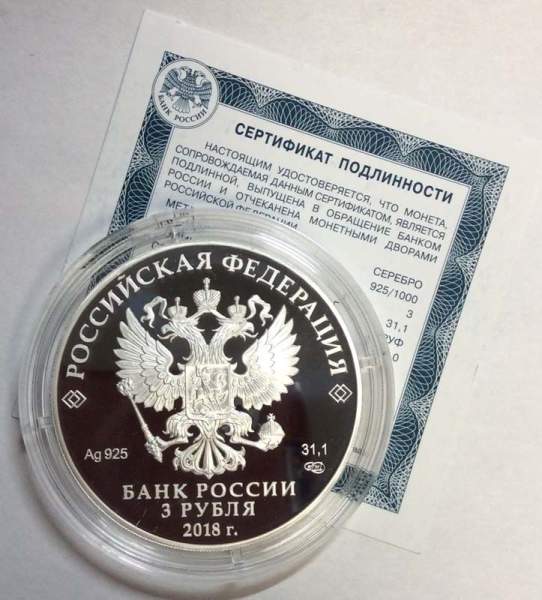 БАНК РОССИИ
СЕРТИФИКАТ ПОДЛИННОСТИ
НАСТОЯЩИМ УДОСТОВЕРЯЕТСЯ, ЧТО МОНЕТА,
СОПРОВОЖДАЕМАЯ ДАННЫМ СЕРТИФИКАТОМ, ЯВЛЯЕТСЯ
ПОДЛИННОЙ, ВЫПУЩЕНА В ОБРАЩЕНИЕ БАНКОМ
РОССИИ И ОТЧЕКАНЕНА МОНЕТНЫМИ ДВОРАМИ
РОССИЙСКОЙ ФЕДЕРАЦИИ
СЕРЕБРО
925/1000
3
31,1
РОССИЙСКАЯ ФЕДЕРАЦИЯ
Ag 925
31,1
БАНК РОССИИ
3 РУБЛЯ
2018 г.